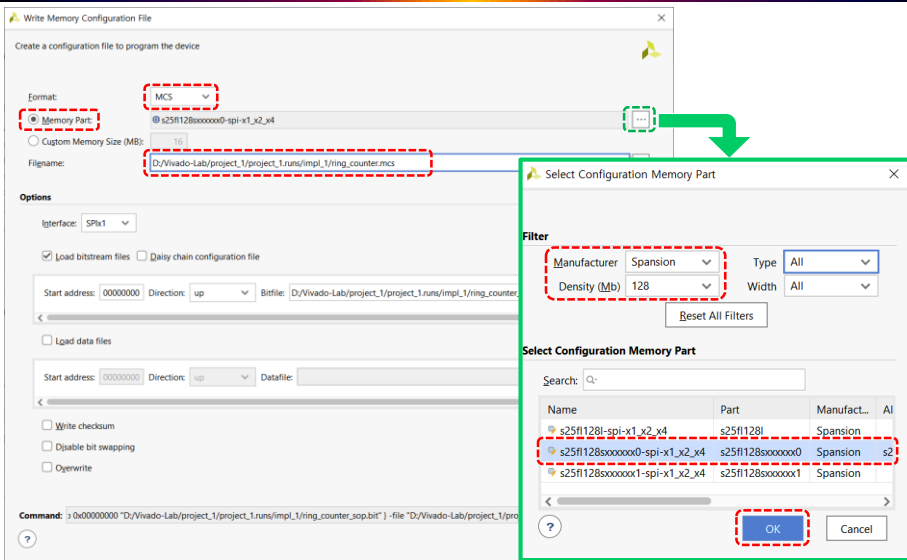 Write Memory Configuration File
Create a configuration file to program the device
Format: MCS
Memory Part: s25fl128sxxxxxx0-spi-x1_x2_x4 ...
Custom Memory Size (MB): 16
Filename: D:/Vivado-Lab/project_1/project_1.runs/impl_1/ring_counter.mcs
Options
Interface: SPIx1
Load bitstream files Daisy chain configuration file
Start address: 00000000 Direction: up Bitfile: D:/Vivado-Lab/project_1/project_1.runs/impl_1/ring_counter_
Load data files
Start address: 00000000 Direction: up Datafile:
Write checksum
Disable bit swapping
Overwrite
Command: 0x00000000 "D:/Vivado-Lab/project_1/project_1.runs/impl_1/ring_counter_sop.bit" } -file "D:/Vivado-Lab/project_1/pro
?
Select Configuration Memory Part
Filter
Manufacturer Spansion Type All
Density (Mb) 128 Width All
Reset All Filters
Select Configuration Memory Part
Search:
Name Part Manufact... Al
s25fl128l-spi-x1_x2_x4 s25fl128l Spansion
s25fl128sxxxxxx0-spi-x1_x2_x4 s25fl128sxxxxxx0 Spansion s2
s25fl128sxxxxxx1-spi-x1_x2_x4 s25fl128sxxxxxx1 Spansion
? OK Cancel